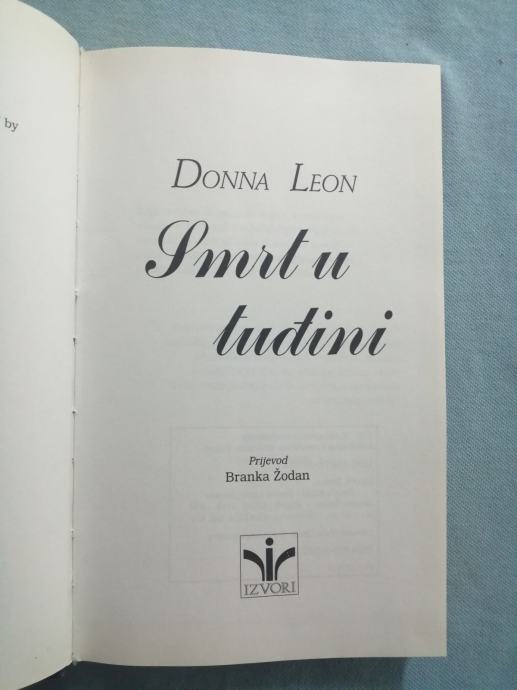 by
DONNA LEON
Smrt u
tuđini
Prijevod
Branka Žodan
IZVORI